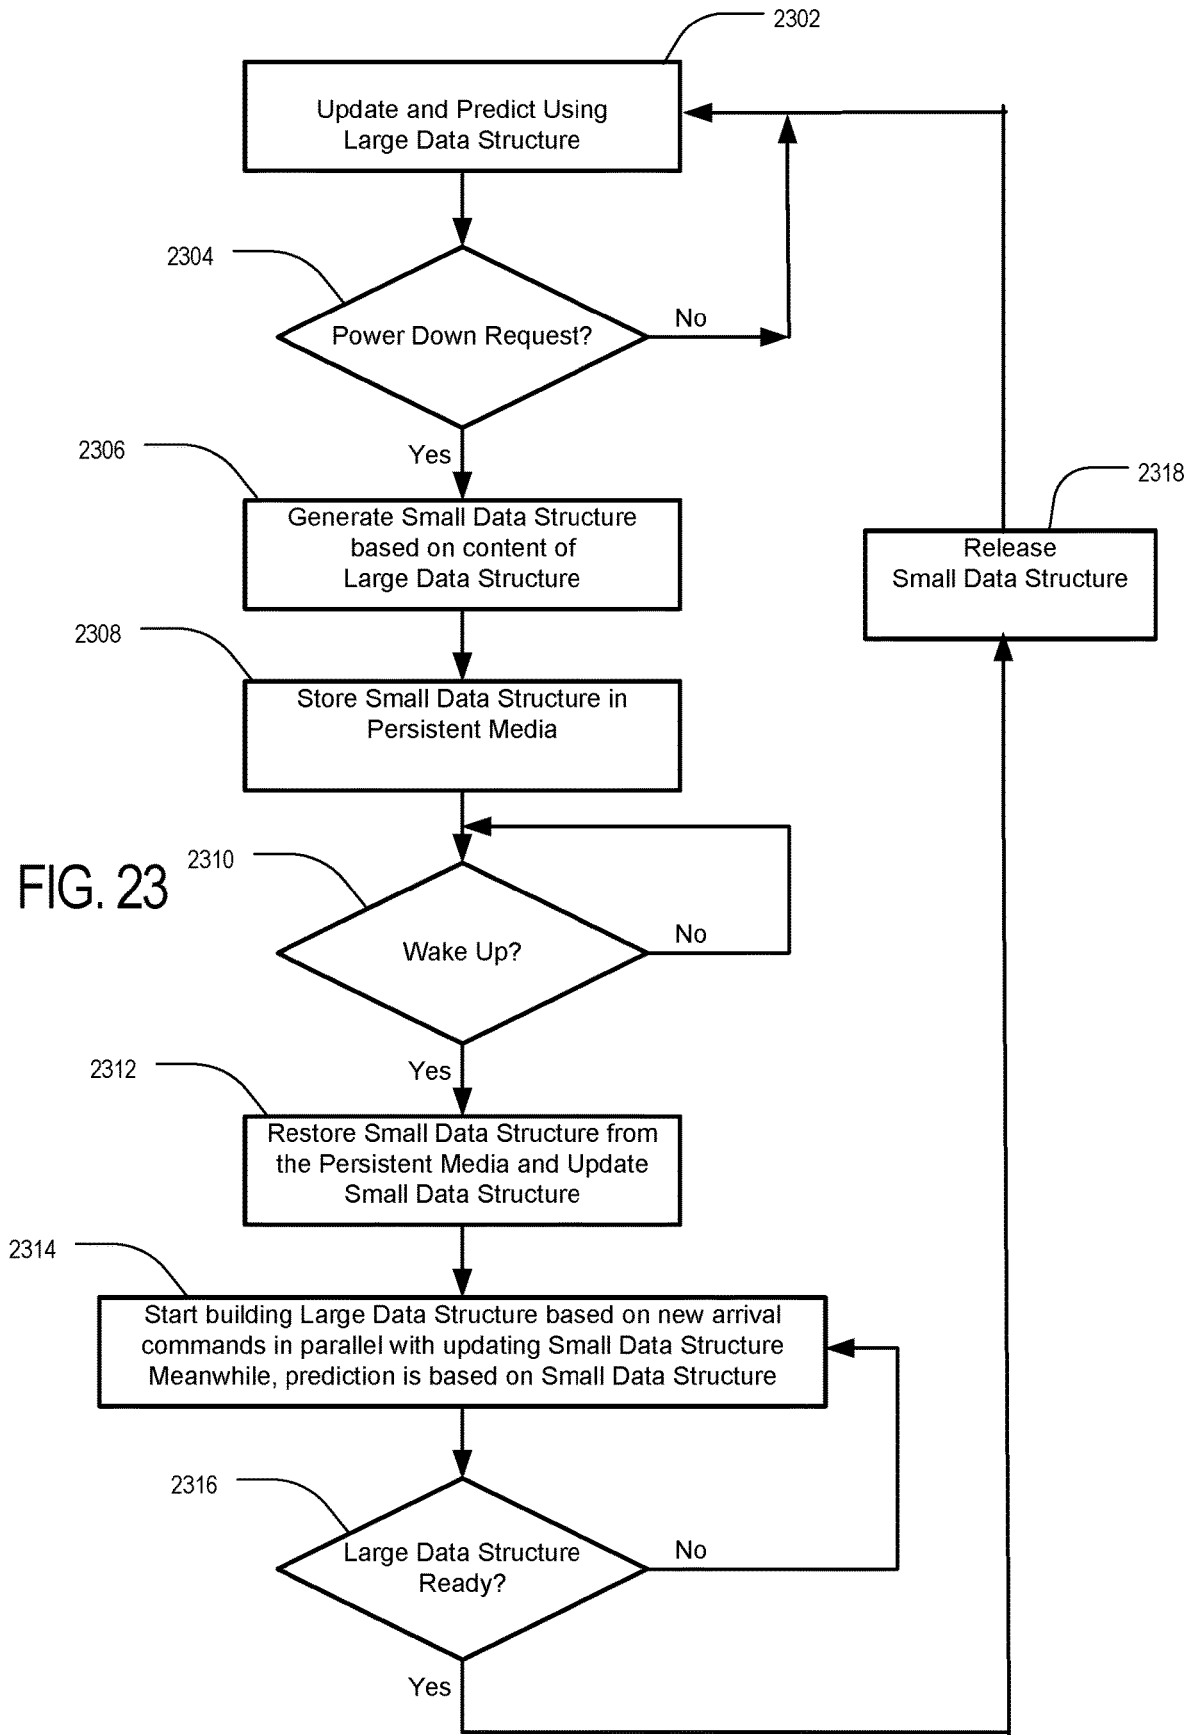 2302
Update and Predict Using
Large Data Structure
2304
Power Down Request?
No
Yes
2306
Generate Small Data Structure
based on content of
Large Data Structure
2318
Release
Small Data Structure
2308
Store Small Data Structure in
Persistent Media
FIG. 23
2310
Wake Up?
No
Yes
2312
Restore Small Data Structure from
the Persistent Media and Update
Small Data Structure
2314
Start building Large Data Structure based on new arrival
commands in parallel with updating Small Data Structure
Meanwhile, prediction is based on Small Data Structure
2316
Large Data Structure
Ready?
No
Yes